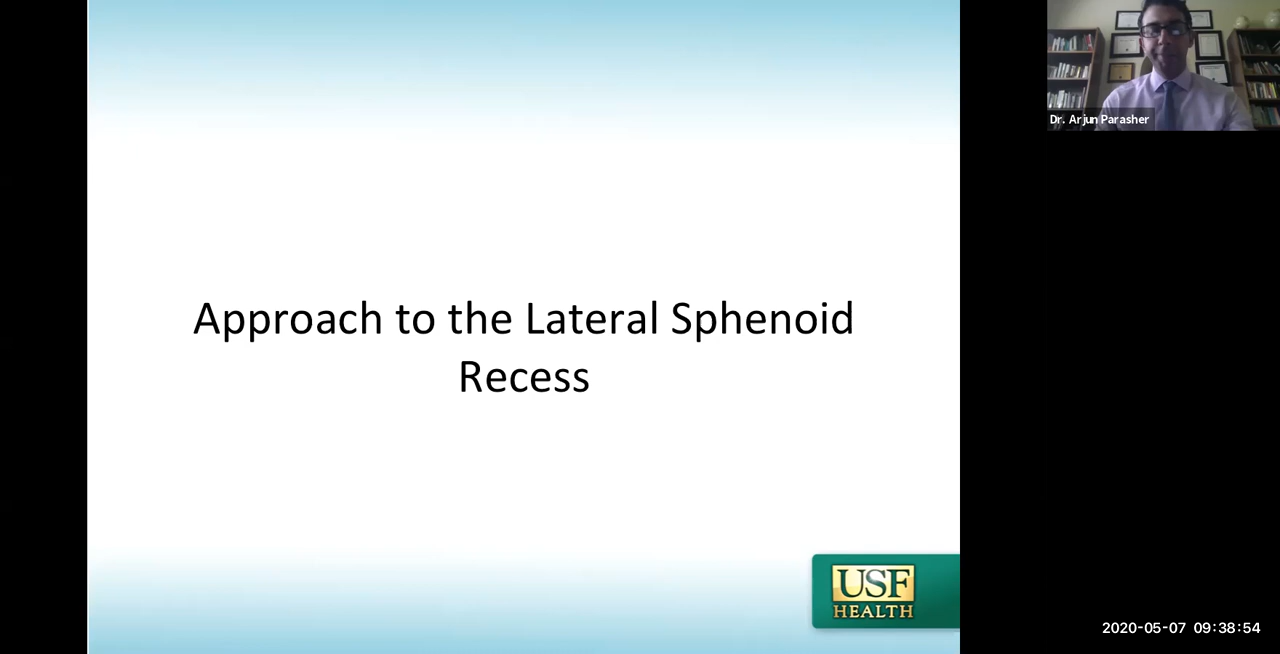 Approach to the Lateral Sphenoid
Recess
USF
HEALTH
Dr. Arjun Parasher
2020-05-07 09:38:54